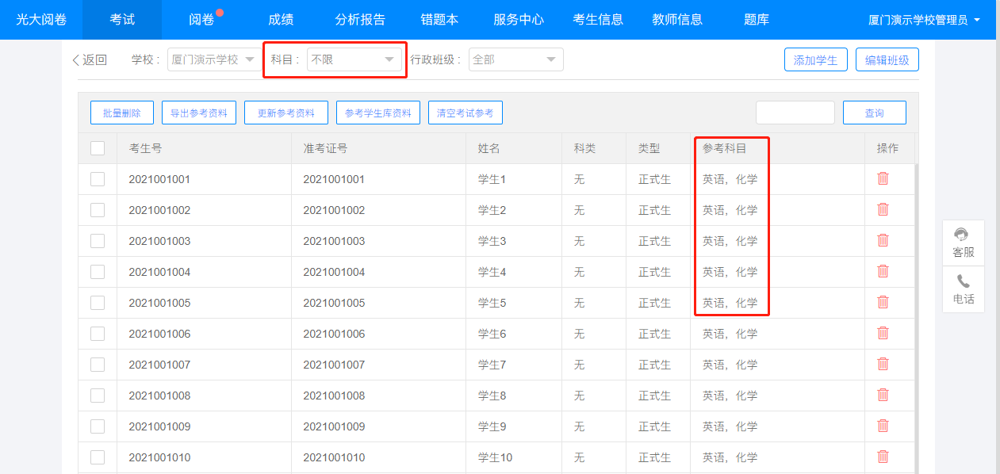 光大阅卷 考试 阅卷 成绩 分析报告 错题本 服务中心 考生信息 教师信息 题库 厦门演示学校管理员
返回 学校： 厦门演示学校 科目： 不限 行政班级： 全部 添加学生 编辑班级
批量删除 导出参考资料 更新参考资料 参考学生库资料 清空考试参考 查询
考生号 准考证号 姓名 科类 类型 参考科目 操作
2021001001 2021001001 学生1 无 正式生 英语，化学
2021001002 2021001002 学生2 无 正式生 英语，化学
2021001003 2021001003 学生3 无 正式生 英语，化学
2021001004 2021001004 学生4 无 正式生 英语，化学
2021001005 2021001005 学生5 无 正式生 英语，化学
2021001006 2021001006 学生6 无 正式生 英语，化学
2021001007 2021001007 学生7 无 正式生 英语，化学
2021001008 2021001008 学生8 无 正式生 英语，化学
2021001009 2021001009 学生9 无 正式生 英语，化学
2021001010 2021001010 学生10 无 正式生 英语，化学
客服
电话